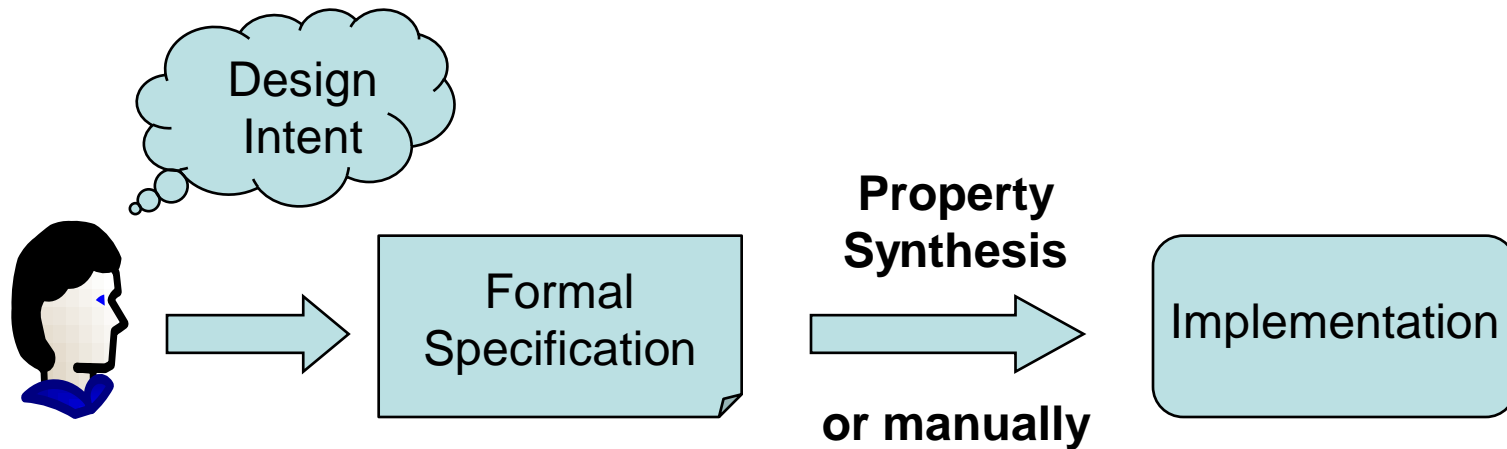 Design
Intent
Formal
Specification
Property
Synthesis
or manually
Implementation